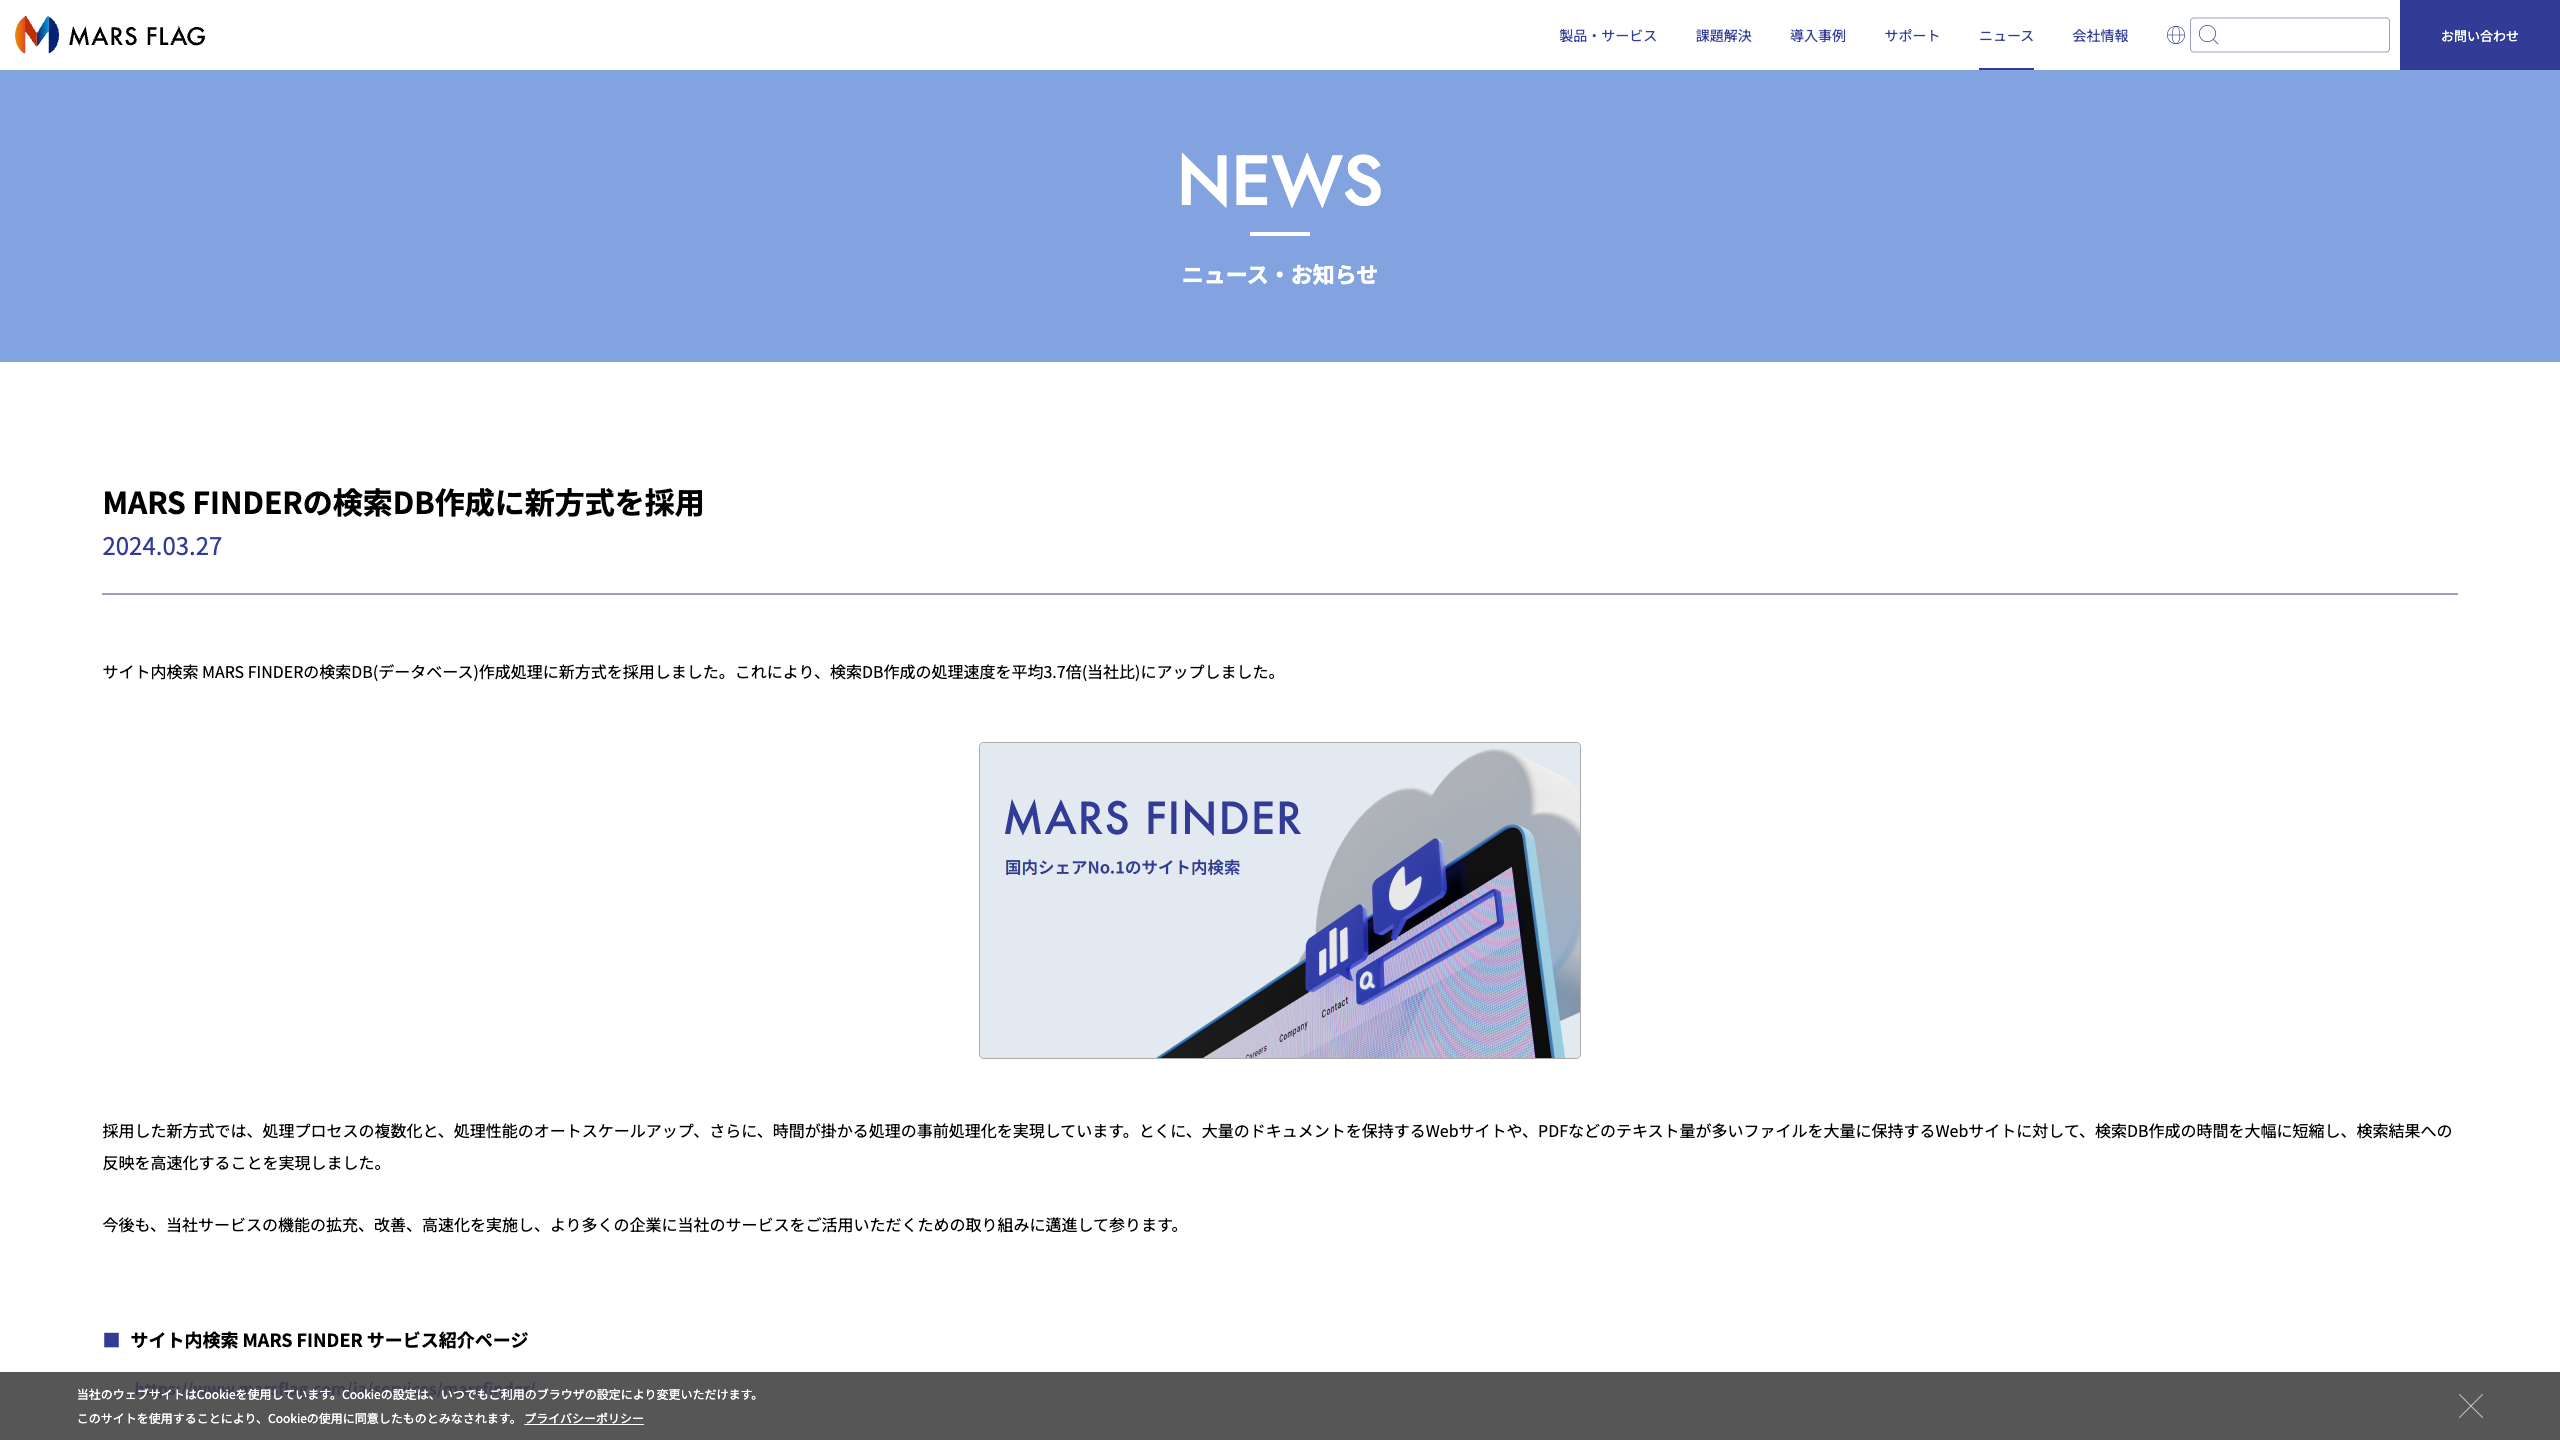 MARS FLAG
製品・サービス
課題解決
導入事例
サポート
ニュース
会社情報
お問い合わせ
NEWS
ニュース・お知らせ
MARS FINDERの検索DB作成に新方式を採用
2024.03.27
サイト内検索 MARS FINDERの検索DB(データベース)作成処理に新方式を採用しました。これにより、検索DB作成の処理速度を平均3.7倍(当社比)にアップしました。
MARS FINDER
国内シェアNo.1のサイト内検索
Careers
Company
Contact
採用した新方式では、処理プロセスの複数化と、処理性能のオートスケールアップ、さらに、時間が掛かる処理の事前処理化を実現しています。とくに、大量のドキュメントを保持するWebサイトや、PDFなどのテキスト量が多いファイルを大量に保持するWebサイトに対して、検索DB作成の時間を大幅に短縮し、検索結果への
反映を高速化することを実現しました。
今後も、当社サービスの機能の拡充、改善、高速化を実施し、より多くの企業に当社のサービスをご活用いただくための取り組みに邁進して参ります。
■ サイト内検索 MARS FINDER サービス紹介ページ
当社のウェブサイトはCookieを使用しています。Cookieの設定は、いつでもご利用のブラウザの設定により変更いただけます。
このサイトを使用することにより、Cookieの使用に同意したものとみなされます。 プライバシーポリシー